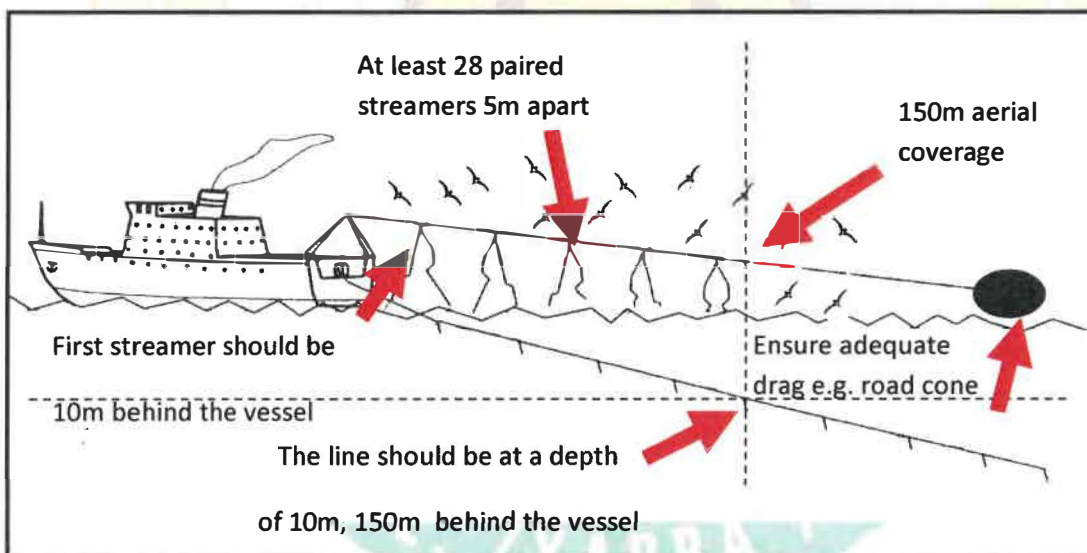 At least 28 paired
streamers 5m apart
150m aerial
coverage
First streamer should be
10m behind the vessel
Ensure adequate
drag e.g. road cone
The line should be at a depth
of 10m, 150m behind the vessel